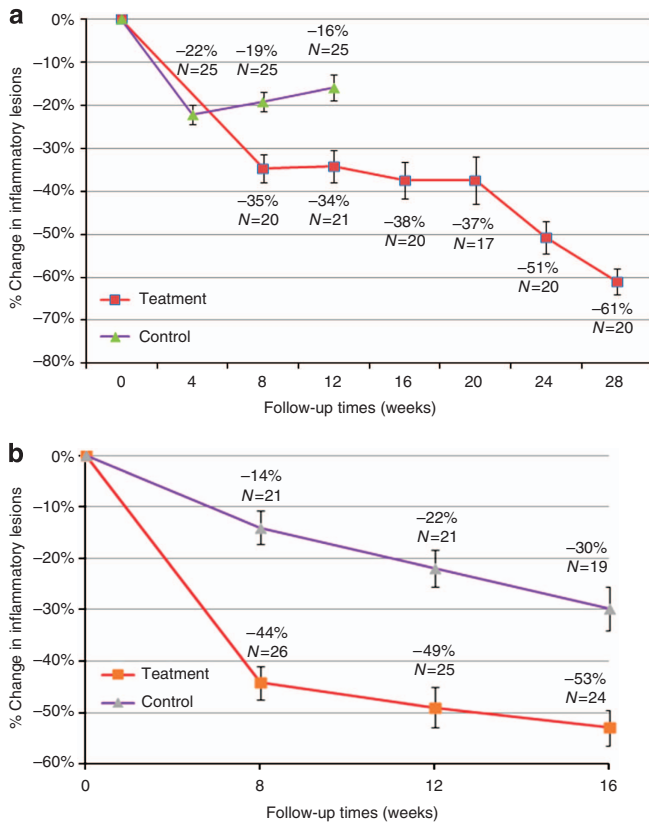 a
% Change in inflammatory lesions
0%
–10%
–20%
–30%
–40%
–50%
–60%
–70%
–80%
–22%
N=25
–19%
N=25
–16%
N=25
–35%
N=20
–34%
N=21
–38%
N=20
–37%
N=17
–51%
N=20
–61%
N=20
Teatment
Control
0 4 8 12 16 20 24 28
Follow-up times (weeks)
b
% Change in inflammatory lesions
0%
–10%
–20%
–30%
–40%
–50%
–60%
–14%
N=21
–22%
N=21
–30%
N=19
–44%
N=26
–49%
N=25
–53%
N=24
Teatment
Control
0 8 12 16
Follow-up times (weeks)